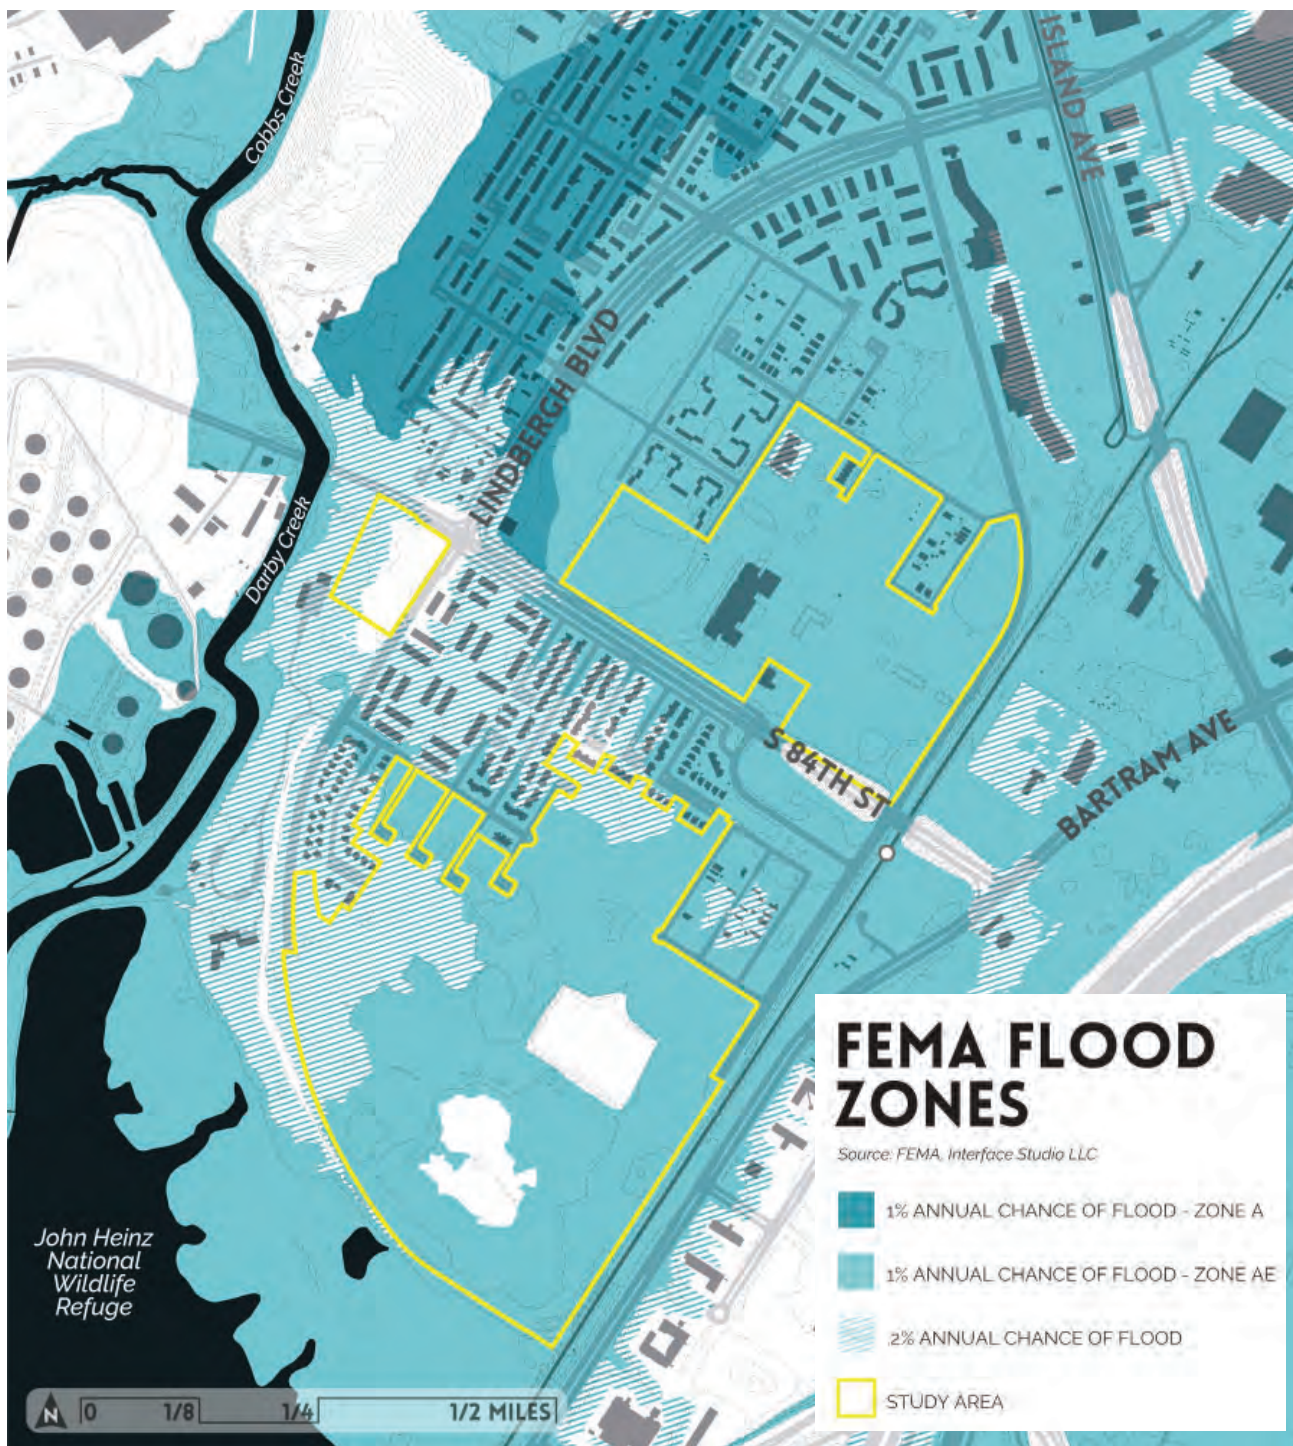 Cobbs Creek
ISLAND AVE
LINDBERGH BLVD
Darby Creek
S 84TH ST
BARTRAM AVE
FEMA FLOOD
ZONES
Source: FEMA, Interface Studio LLC
1% ANNUAL CHANCE OF FLOOD - ZONE A
1% ANNUAL CHANCE OF FLOOD - ZONE AE
.2% ANNUAL CHANCE OF FLOOD
STUDY AREA
John Heinz
National
Wildlife
Refuge
N 0 1/8 1/4 1/2 MILES